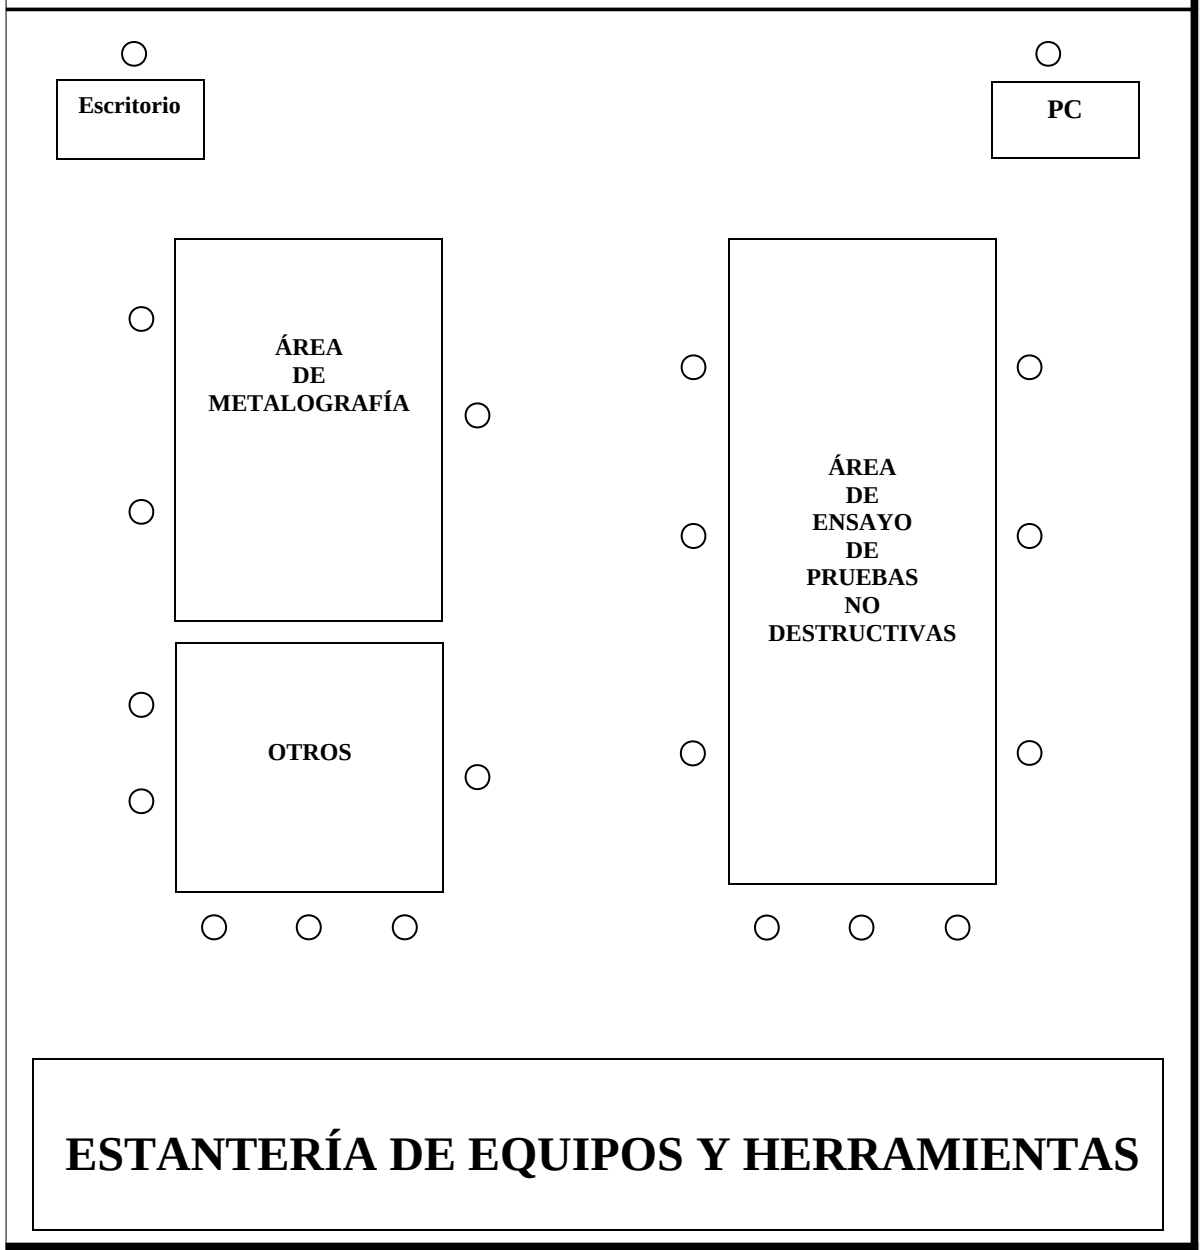 Escritorio
PC
ÁREA
DE
METALOGRAFÍA
ÁREA
DE
ENSAYO
DE
PRUEBAS
NO
DESTRUCTIVAS
OTROS
ESTANTERÍA DE EQUIPOS Y HERRAMIENTAS